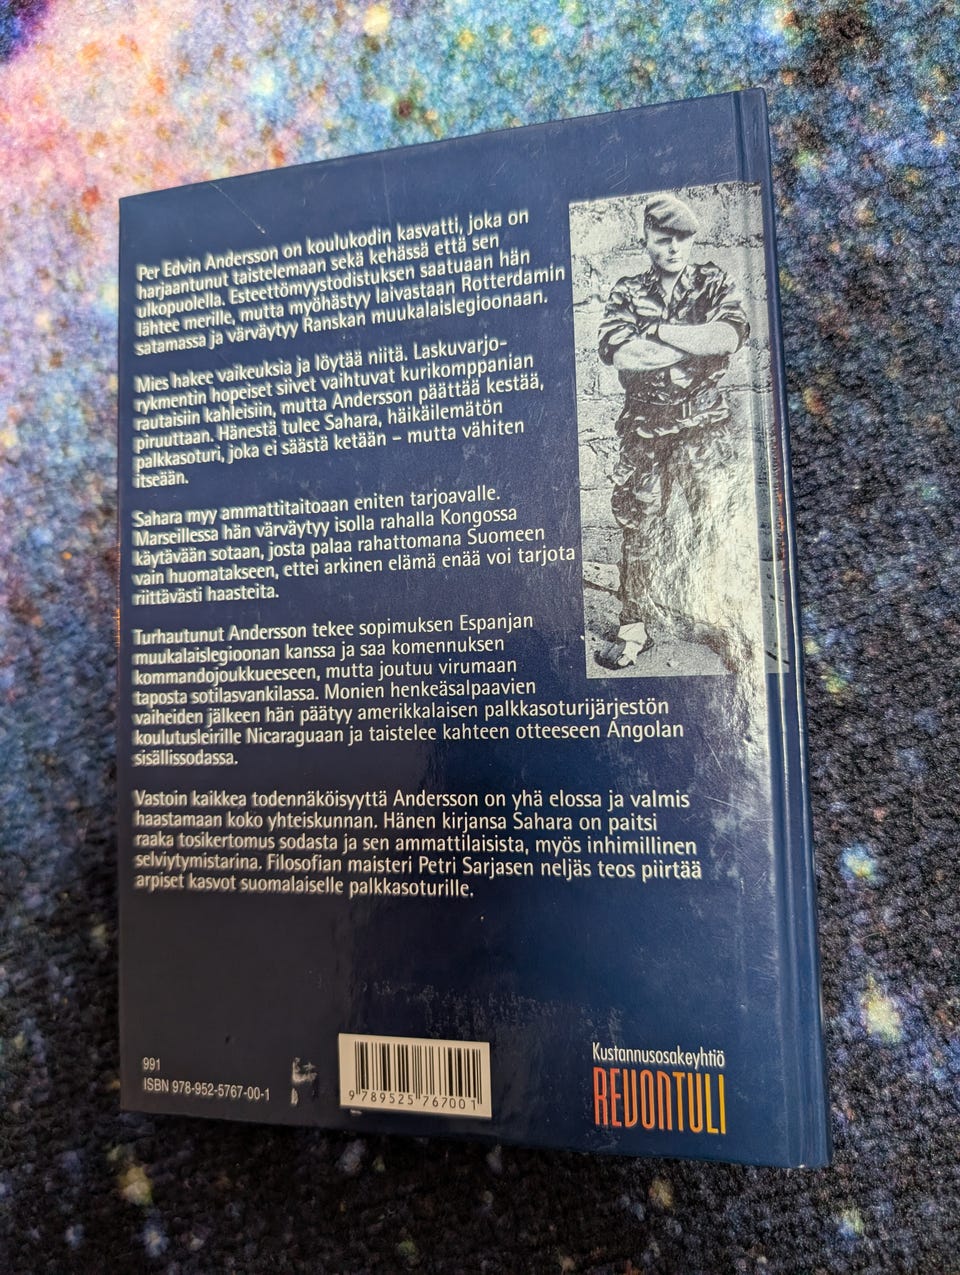 Per Edvin Andersson on koulukodin kasvatti, joka on
harjaantunut taistelemaan sekä kehässä että sen
ulkopuolella. Esteettömyystodistuksen saatuaan hän
lähtee merille, mutta myöhästyy laivastaan Rotterdamin
satamassa ja värväytyy Ranskan muukalaislegioonaan.
Mies hakee vaikeuksia ja löytää niitä. Laskuvarjo-
rykmentin hopeiset siivet vaihtuvat kurikomppanian
rautaisiin kahleisiin, mutta Andersson päättää kestää,
piruuttaan. Hänestä tulee Sahara, häikäilemätön
palkkasoturi, joka ei säästä ketään – mutta vähiten
itseään.
Sahara myy ammattitaitoaan eniten tarjoavalle.
Marseillessa hän värväytyy isolla rahalla Kongossa
käytävään sotaan, josta palaa rahattomana Suomeen
vain huomatakseen, ettei arkinen elämä enää voi tarjota
riittävästi haasteita.
Turhautunut Andersson tekee sopimuksen Espanjan
muukalaislegioonan kanssa ja saa komennuksen
kommandojoukkueeseen, mutta joutuu virumaan
taposta sotilasvankilassa. Monien henkeäsalpaavien
vaiheiden jälkeen hän päätyy amerikkalaisen palkkasoturijärjestön
koulutusleirille Nicaraguaan ja taistelee kahteen otteeseen Angolan
sisällissodassa.
Vastoin kaikkea todennäköisyyttä Andersson on yhä elossa ja valmis
haastamaan koko yhteiskunnan. Hänen kirjansa Sahara on paitsi
raaka tosikertomus sodasta ja sen ammattilaisista, myös inhimillinen
selviytymistarina. Filosofian maisteri Petri Sarjasen neljäs teos piirtää
arpiset kasvot suomalaiselle palkkasoturille.
991
ISBN 978-952-5767-00-1
9 789525 767001
Kustannusosakeyhtiö
REVONTULI